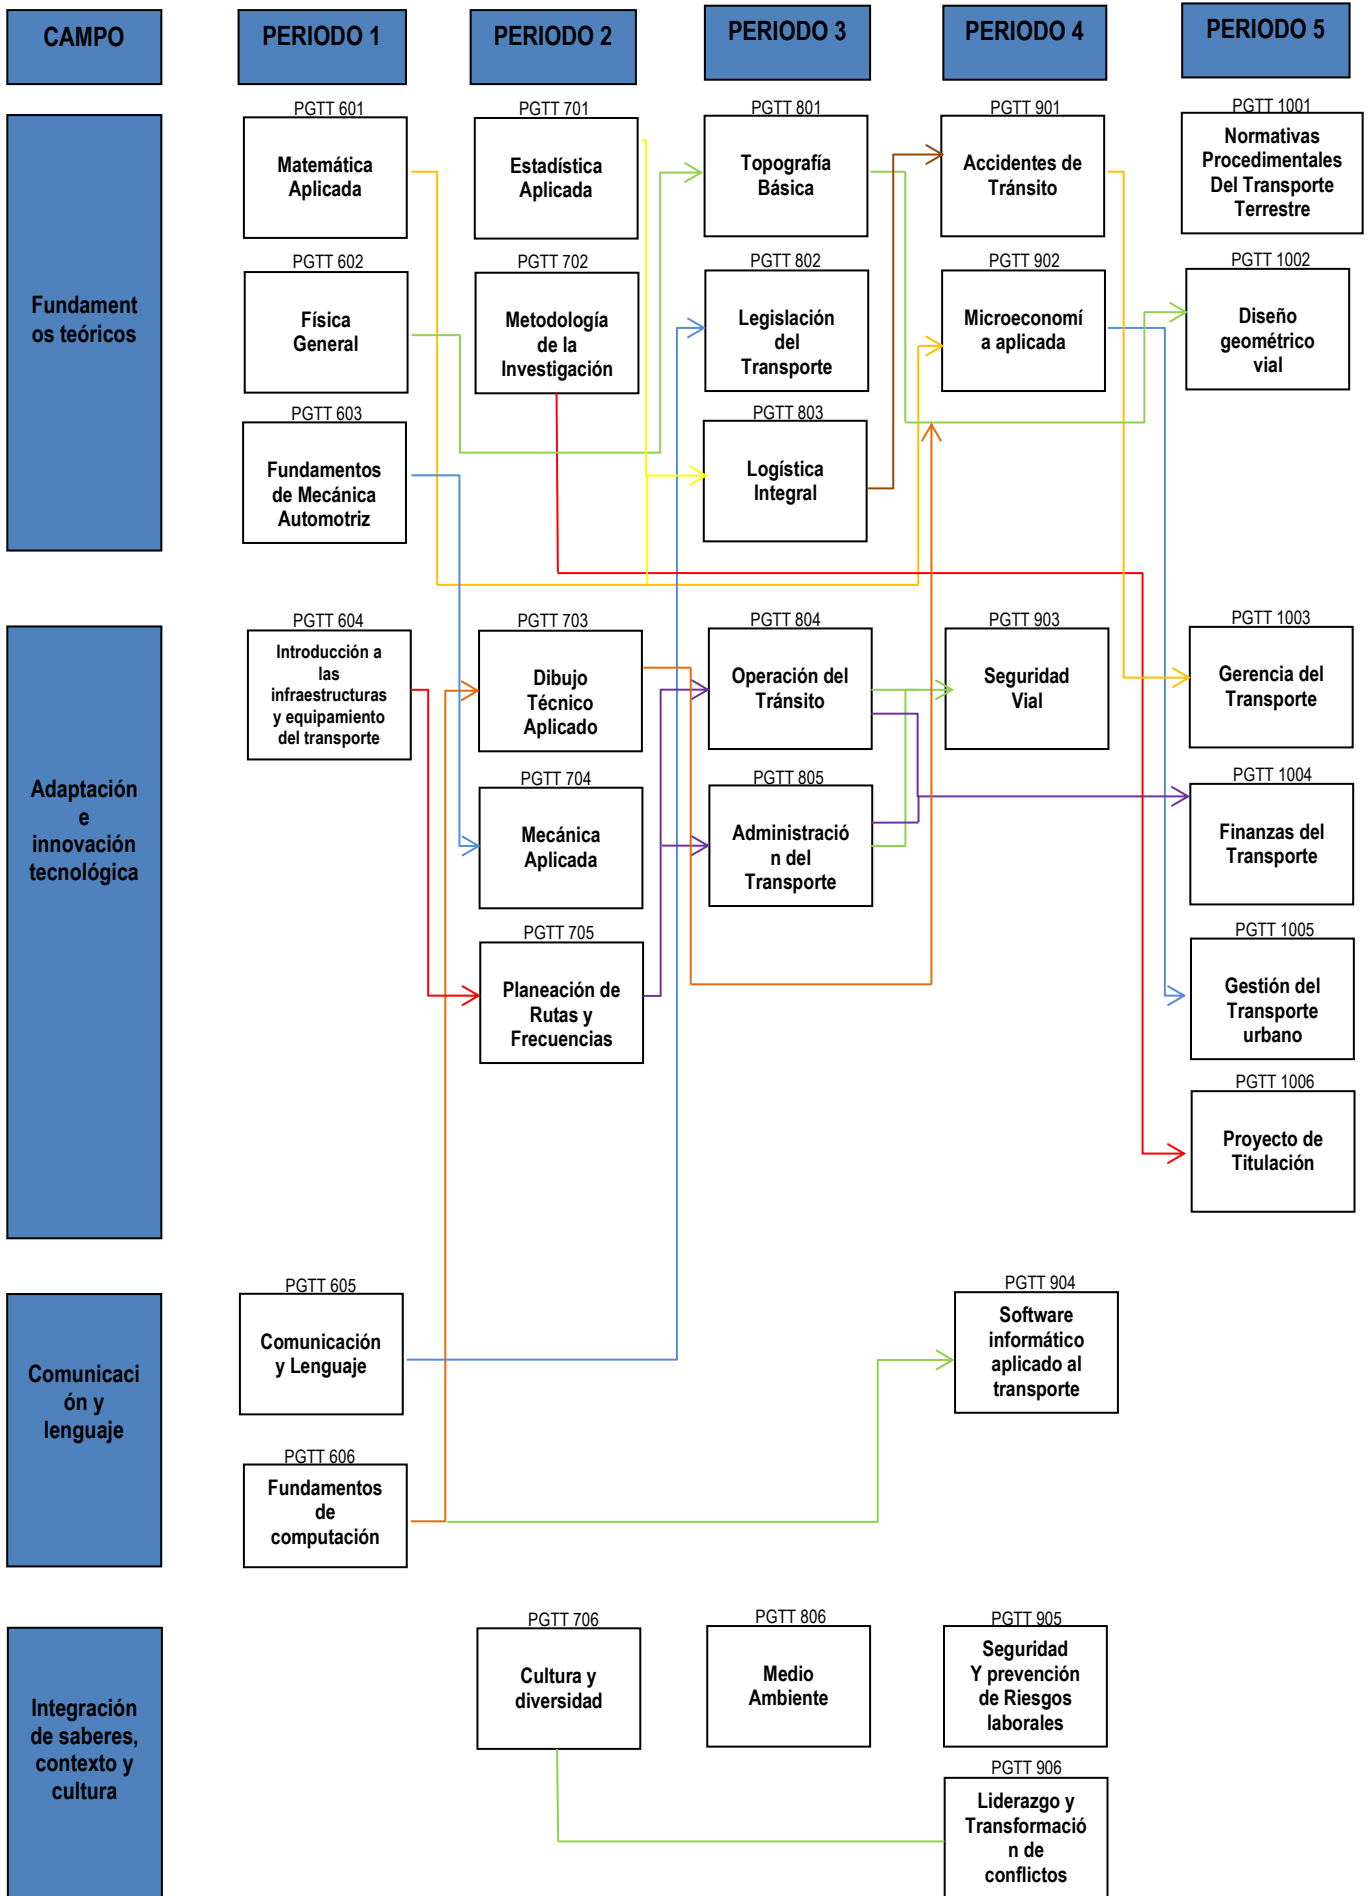 CAMPO
PERIODO 1
PERIODO 2
PERIODO 3
PERIODO 4
PERIODO 5
Fundament
os teóricos
PGTT 601
Matemática
Aplicada
PGTT 701
Estadística
Aplicada
PGTT 801
Topografía
Básica
PGTT 901
Accidentes de
Tránsito
PGTT 1001
Normativas
Procedimentales
Del Transporte
Terrestre
PGTT 602
Física
General
PGTT 702
Metodología
de la
Investigación
PGTT 802
Legislación
del
Transporte
PGTT 902
Microeconomí
a aplicada
PGTT 1002
Diseño
geométrico
vial
PGTT 603
Fundamentos
de Mecánica
Automotriz
PGTT 803
Logística
Integral
Adaptación
e
innovación
tecnológica
PGTT 604
Introducción a
las
infraestructuras
y equipamiento
del transporte
PGTT 703
Dibujo
Técnico
Aplicado
PGTT 804
Operación del
Tránsito
PGTT 903
Seguridad
Vial
PGTT 1003
Gerencia del
Transporte
PGTT 704
Mecánica
Aplicada
PGTT 805
Administració
n del
Transporte
PGTT 1004
Finanzas del
Transporte
PGTT 705
Planeación de
Rutas y
Frecuencias
PGTT 1005
Gestión del
Transporte
urbano
PGTT 1006
Proyecto de
Titulación
Comunicaci
ón y
lenguaje
PGTT 605
Comunicación
y Lenguaje
PGTT 904
Software
informático
aplicado al
transporte
PGTT 606
Fundamentos
de
computación
Integración
de saberes,
contexto y
cultura
PGTT 706
Cultura y
diversidad
PGTT 806
Medio
Ambiente
PGTT 905
Seguridad
Y prevención
de Riesgos
laborales
PGTT 906
Liderazgo y
Transformació
n de
conflictos